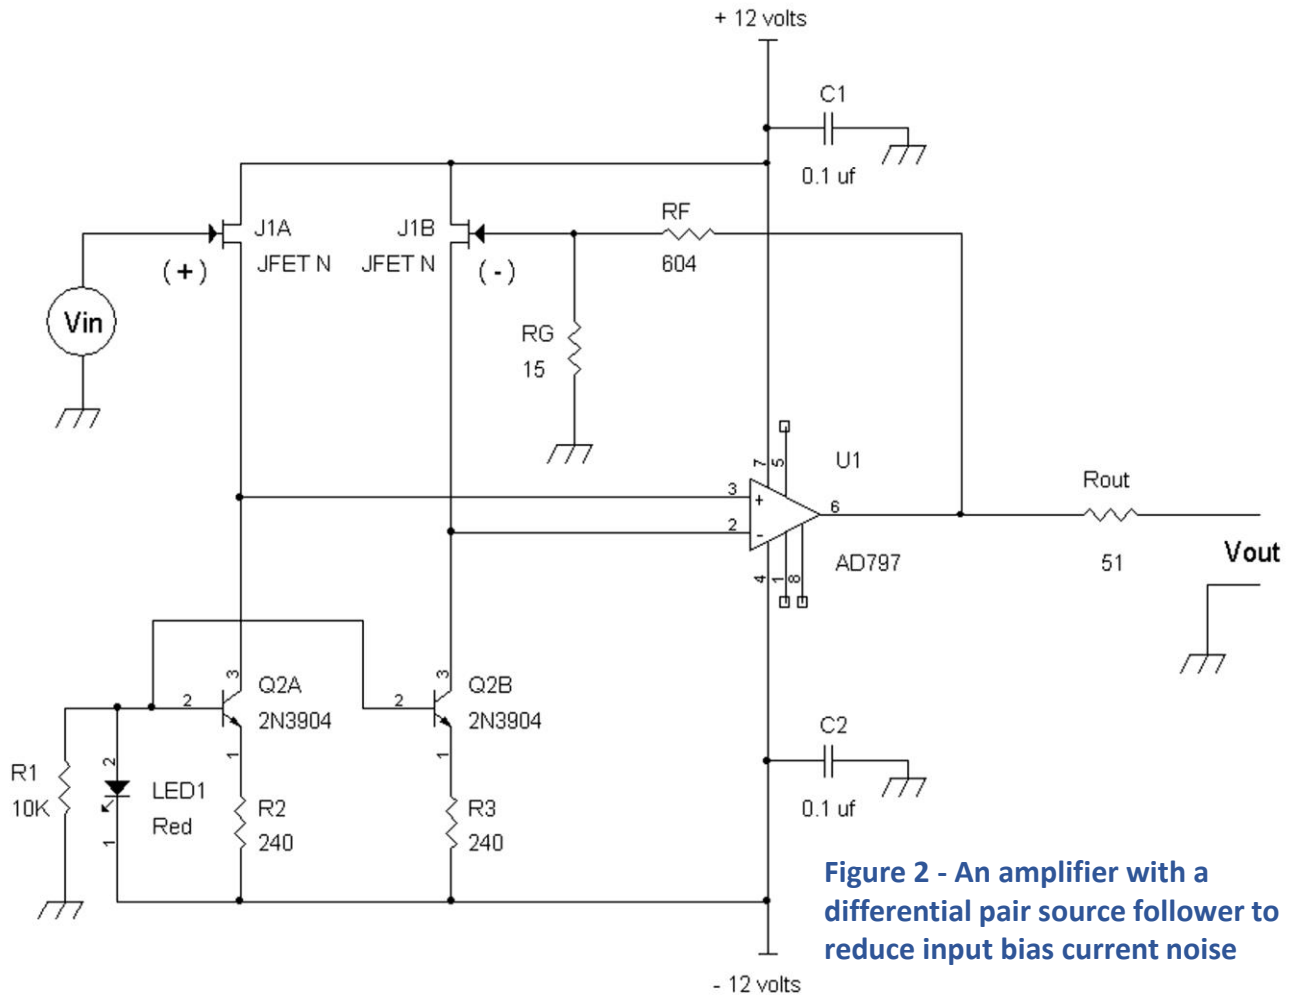 + 12 volts
C1
0.1 uf
RF
604
J1A
JFET N
J1B
JFET N
(+)
(-)
Vin
RG
15
7
5
U1
3
+
2
-
6
4
1
8
AD797
Rout
51
Vout
3
Q2A
2
2N3904
1
3
Q2B
2
2N3904
1
C2
0.1 uf
R1
10K
2
LED1
Red
1
R2
240
R3
240
Figure 2 - An amplifier with a
differential pair source follower to
reduce input bias current noise
- 12 volts